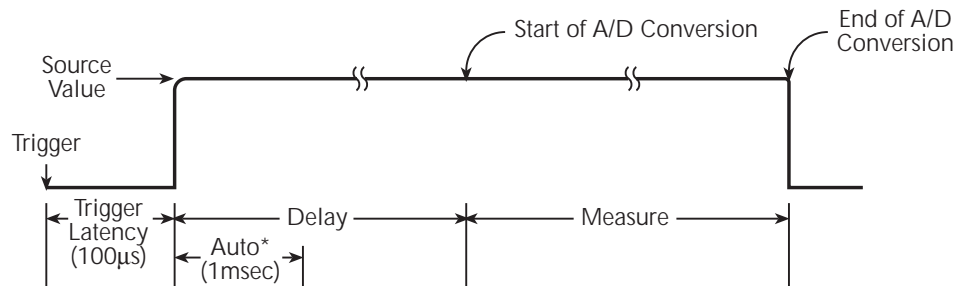 Start of A/D Conversion
End of A/D
Conversion
Source
Value
Trigger
Trigger
Latency
(100μs)
Delay
Measure
Auto*
(1msec)